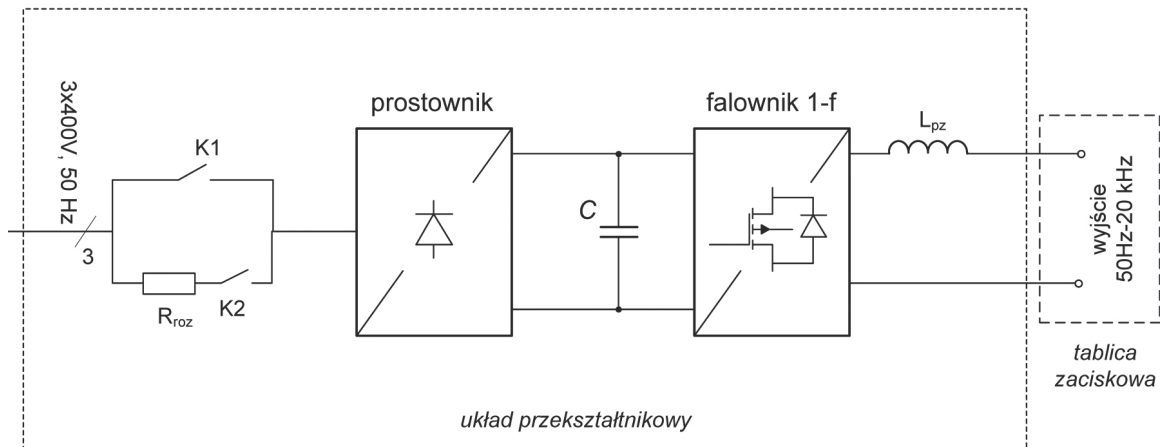 3x400V, 50 Hz
3
K1
R_roz
K2
prostownik
C
falownik 1-f
L_pz
wyjście
50Hz-20 kHz
tablica
zaciskowa
układ przekształtnikowy